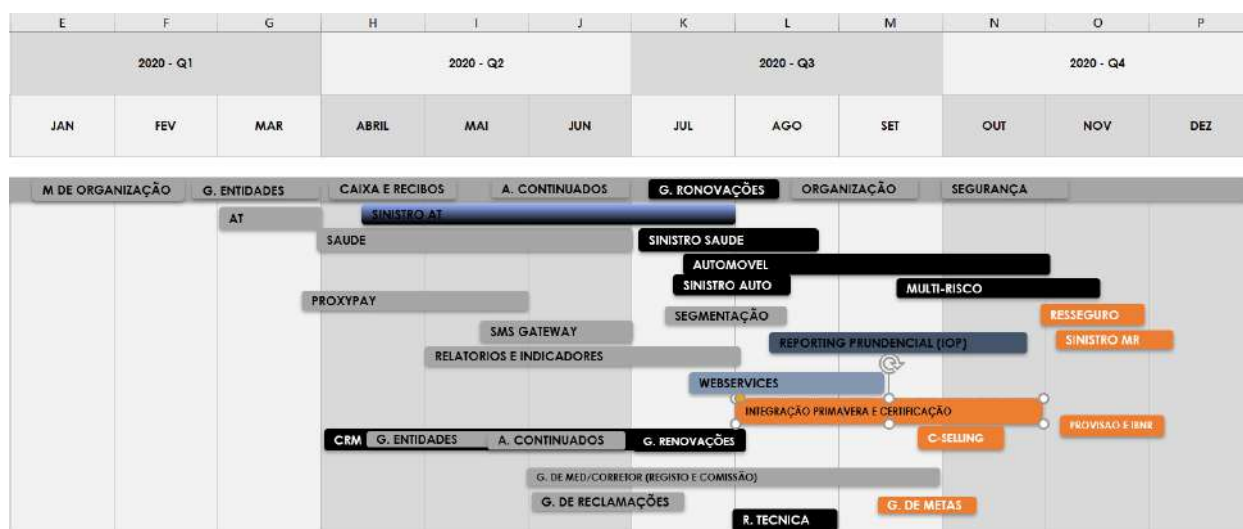 E F G H I J K L M N O P
2020 - Q1 2020 - Q2 2020 - Q3 2020 - Q4
JAN FEV MAR ABRIL MAI JUN JUL AGO SET OUT NOV DEZ
M DE ORGANIZAÇÃO G. ENTIDADES CAIXA E RECIBOS A. CONTINUADOS G. RONOVAÇÕES ORGANIZAÇÃO SEGURANÇA
AT SINISTRO AT
SAUDE SINISTRO SAUDE
AUTOMOVEL
SINISTRO AUTO MULTI-RISCO
PROXYPAY SEGMENTAÇÃO RESSEGURO
SMS GATEWAY REPORTING PRUNDENCIAL (IOP) SINISTRO MR
RELATORIOS E INDICADORES
WEBSERVICES
INTEGRAÇÃO PRIMAVERA E CERTIFICAÇÃO
PROVISAO E IBNR
CRM G. ENTIDADES A. CONTINUADOS G. RENOVAÇÕES C-SELLING
G. DE MED/CORRETOR (REGISTO E COMISSÃO)
G. DE RECLAMAÇÕES G. DE METAS
R. TECNICA